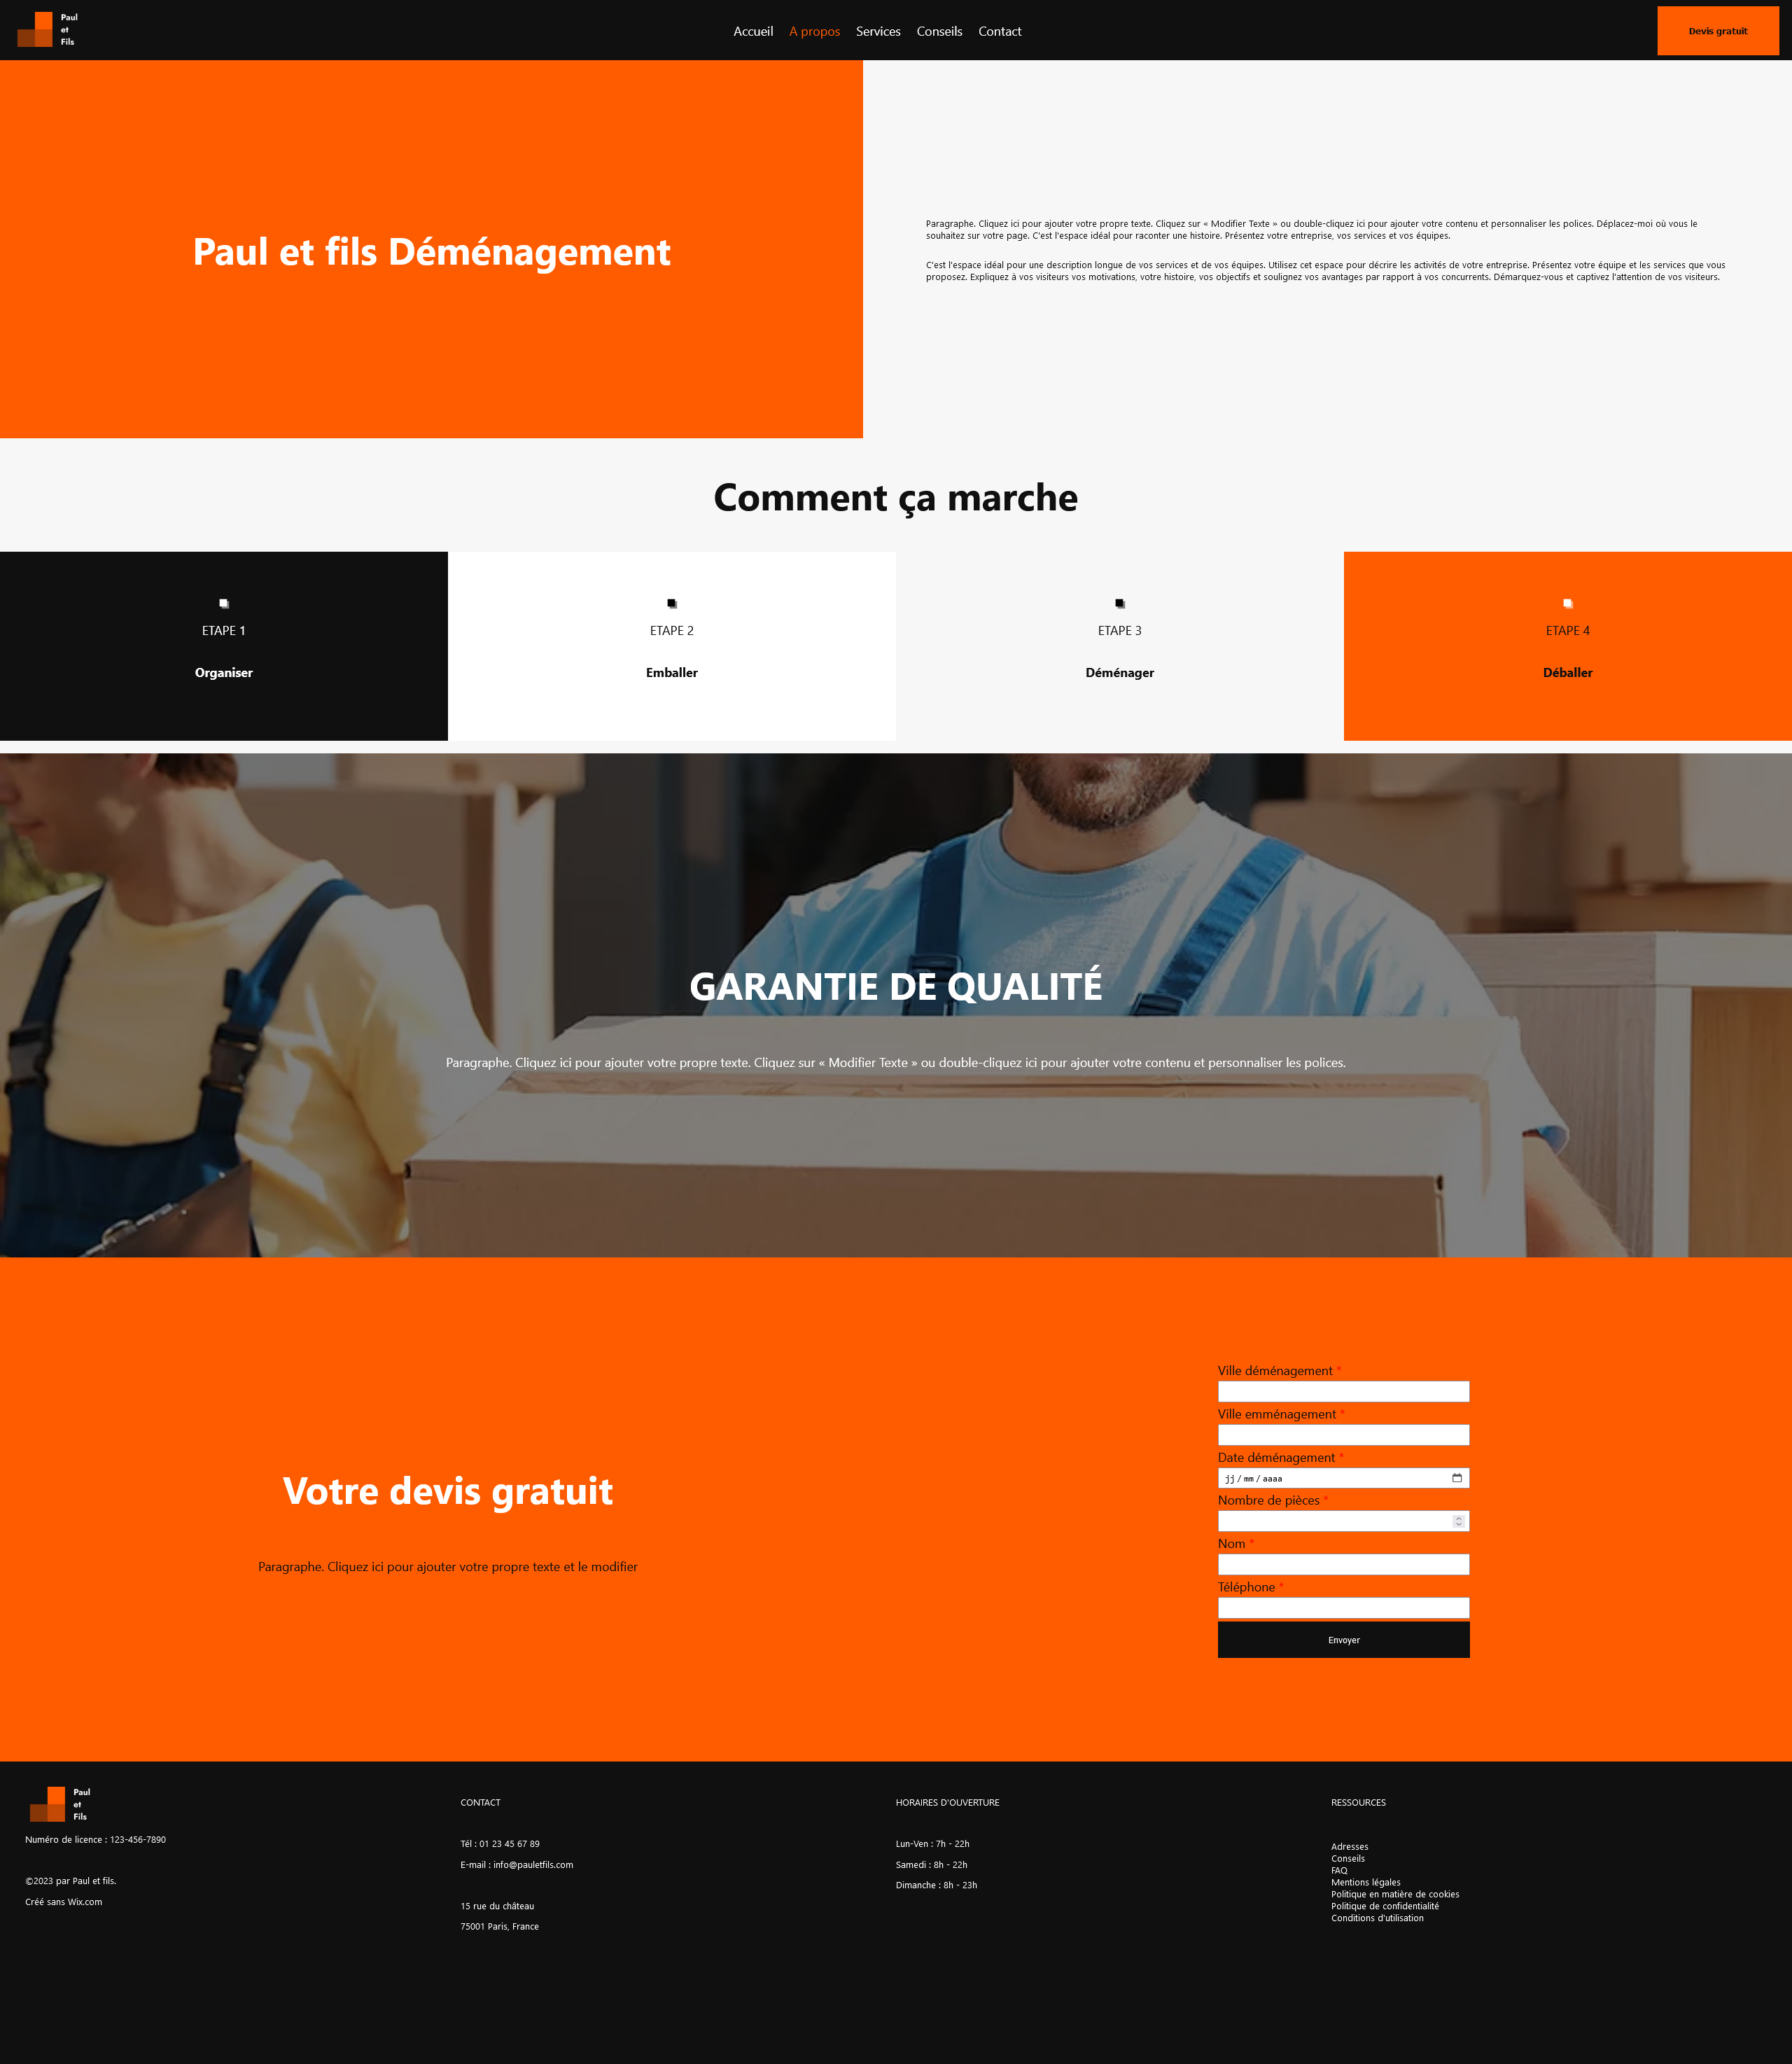 Paul
et
Fils
Accueil A propos Services Conseils Contact
Devis gratuit
Paul et fils Déménagement
Paragraphe. Cliquez ici pour ajouter votre propre texte. Cliquez sur « Modifier Texte » ou double-cliquez ici pour ajouter votre contenu et personnaliser les polices. Déplacez-moi où vous le
souhaitez sur votre page. C'est l'espace idéal pour raconter une histoire. Présentez votre entreprise, vos services et vos équipes.
C'est l'espace idéal pour une description longue de vos services et de vos équipes. Utilisez cet espace pour décrire les activités de votre entreprise. Présentez votre équipe et les services que vous
proposez. Expliquez à vos visiteurs vos motivations, votre histoire, vos objectifs et soulignez vos avantages par rapport à vos concurrents. Démarquez-vous et captivez l'attention de vos visiteurs.
Comment ça marche
ETAPE 1
Organiser
ETAPE 2
Emballer
ETAPE 3
Déménager
ETAPE 4
Déballer
GARANTIE DE QUALITÉ
Paragraphe. Cliquez ici pour ajouter votre propre texte. Cliquez sur « Modifier Texte » ou double-cliquez ici pour ajouter votre contenu et personnaliser les polices.
Votre devis gratuit
Paragraphe. Cliquez ici pour ajouter votre propre texte et le modifier
Ville déménagement *
Ville emménagement *
Date déménagement *
jj / mm / aaaa
Nombre de pièces *
Nom *
Téléphone *
Envoyer
Paul
et
Fils
Numéro de licence : 123-456-7890
©2023 par Paul et fils.
Créé sans Wix.com
CONTACT
Tél : 01 23 45 67 89
E-mail : info@pauletfils.com
15 rue du château
75001 Paris, France
HORAIRES D'OUVERTURE
Lun-Ven : 7h - 22h
Samedi : 8h - 22h
Dimanche : 8h - 23h
RESSOURCES
Adresses
Conseils
FAQ
Mentions légales
Politique en matière de cookies
Politique de confidentialité
Conditions d'utilisation